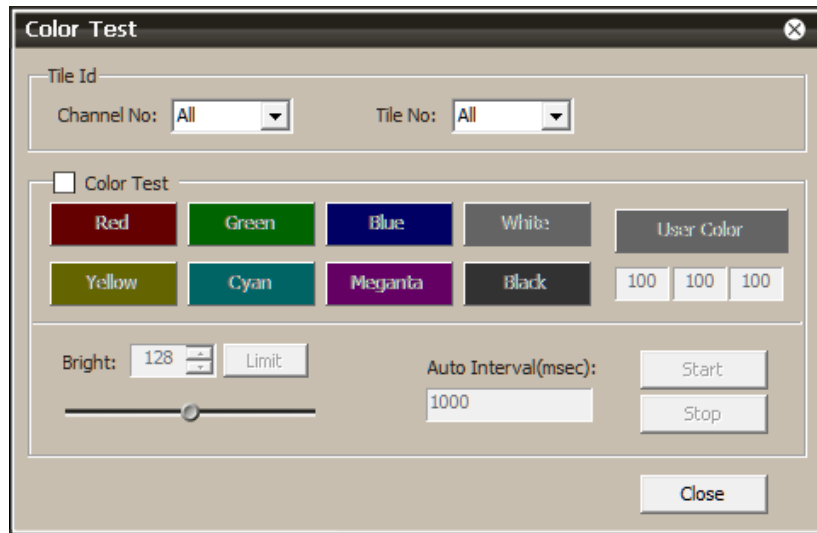 Color Test
Tile Id
Channel No: All Tile No: All
Color Test
Red Green Blue White User Color
Yellow Cyan Meganta Black 100 100 100
Bright: 128 Limit Auto Interval(msec): Start
1000 Stop
Close